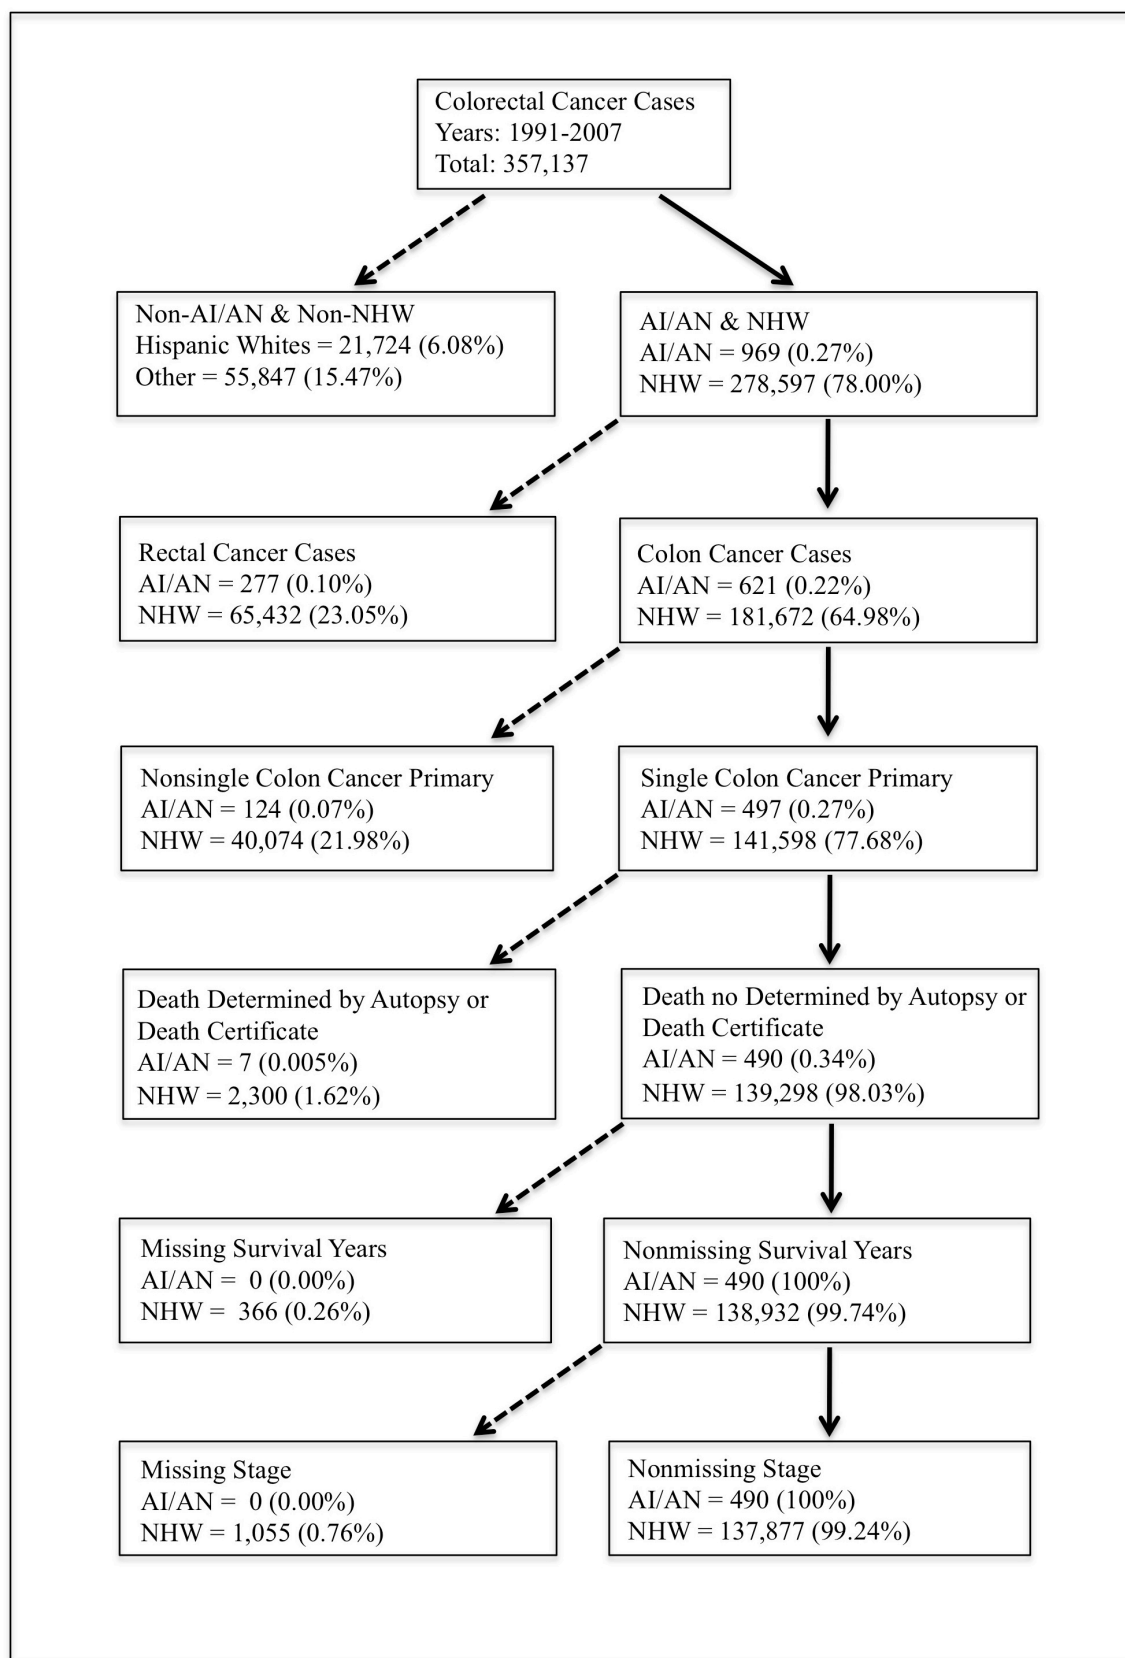 Colorectal Cancer Cases
Years: 1991-2007
Total: 357,137
Non-AI/AN & Non-NHW
Hispanic Whites = 21,724 (6.08%)
Other = 55,847 (15.47%)
AI/AN & NHW
AI/AN = 969 (0.27%)
NHW = 278,597 (78.00%)
Rectal Cancer Cases
AI/AN = 277 (0.10%)
NHW = 65,432 (23.05%)
Colon Cancer Cases
AI/AN = 621 (0.22%)
NHW = 181,672 (64.98%)
Nonsingle Colon Cancer Primary
AI/AN = 124 (0.07%)
NHW = 40,074 (21.98%)
Single Colon Cancer Primary
AI/AN = 497 (0.27%)
NHW = 141,598 (77.68%)
Death Determined by Autopsy or
Death Certificate
AI/AN = 7 (0.005%)
NHW = 2,300 (1.62%)
Death no Determined by Autopsy or
Death Certificate
AI/AN = 490 (0.34%)
NHW = 139,298 (98.03%)
Missing Survival Years
AI/AN =  0 (0.00%)
NHW =  366 (0.26%)
Nonmissing Survival Years
AI/AN = 490 (100%)
NHW = 138,932 (99.74%)
Missing Stage
AI/AN =  0 (0.00%)
NHW = 1,055 (0.76%)
Nonmissing Stage
AI/AN = 490 (100%)
NHW = 137,877 (99.24%)